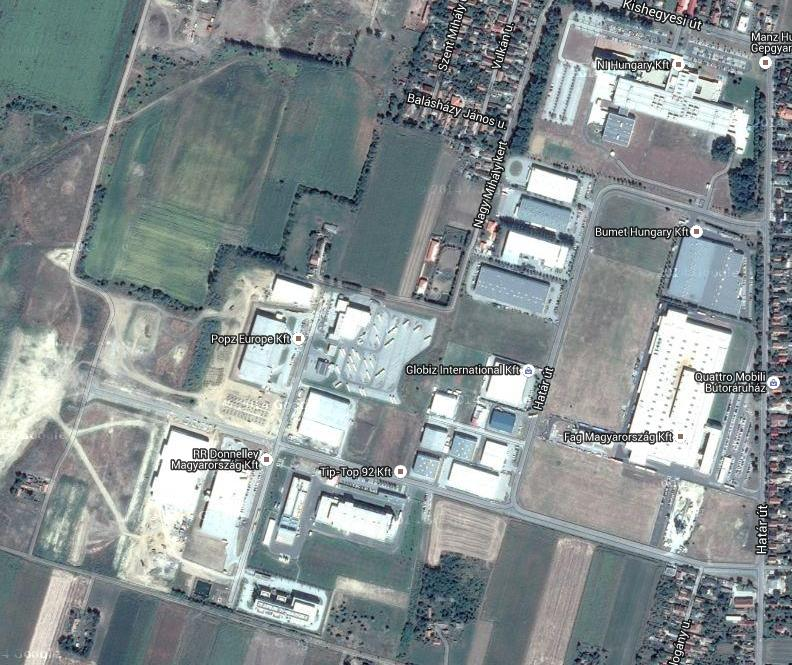 Kishegyesi út
Szent Mihály
Vulkán u.
Manz Hu
Gépgyár
NI Hungary Kft
Balásházy János u.
Nagy Mihály kert
Bumet Hungary Kft
Popz Europe Kft
Globiz International Kft
Határ út
Quattro Mobili
Bútoráruház
Fag Magyarország Kft
RR Donnelley
Magyarország Kft
Tip-Top 92 Kft
Határ út
logány u.
Google